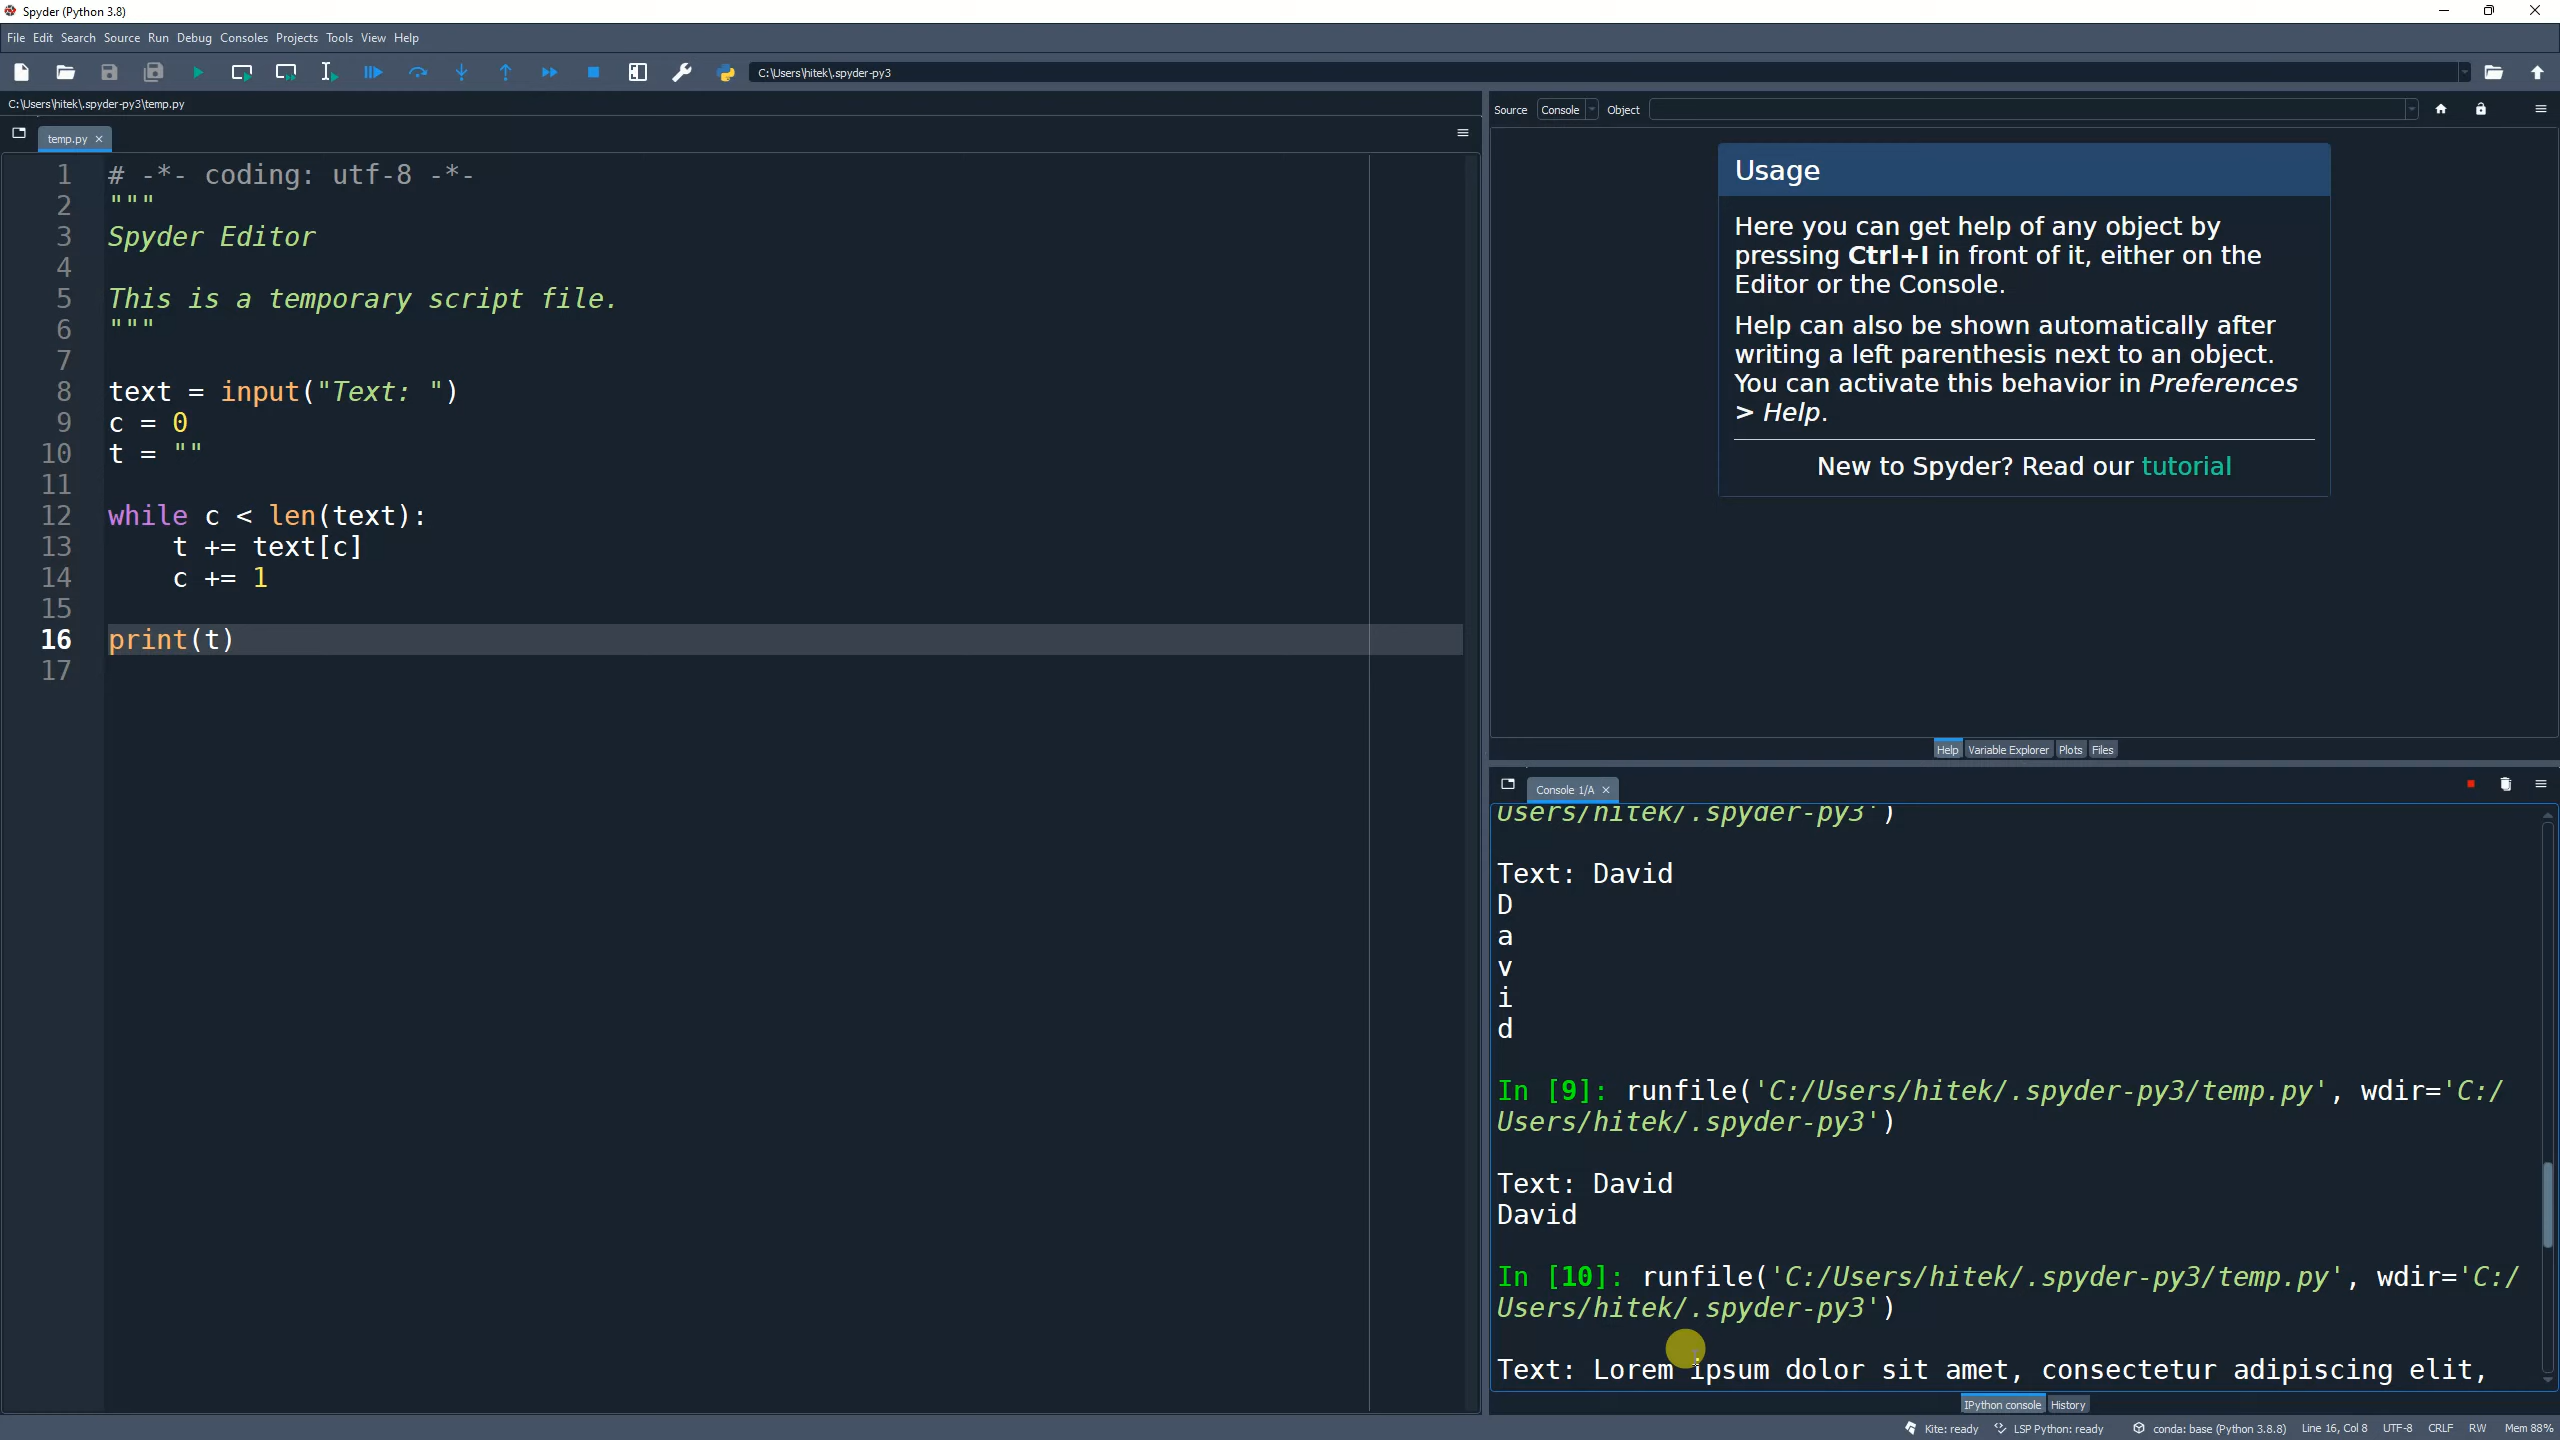 Spyder (Python 3.8)
File Edit Search Source Run Debug Consoles Projects Tools View Help
C:\Users\hitek\.spyder-py3
C:\Users\hitek\.spyder-py3\temp.py
temp.py
1 # -*- coding: utf-8 -*-
2 """
3 Spyder Editor
4
5 This is a temporary script file.
6 """
7
8 text = input("Text: ")
9 c = 0
10 t = ""
11
12 while c < len(text):
13 t += text[c]
14 c += 1
15
16 print(t)
17
Source Console Object
Usage
Here you can get help of any object by
pressing Ctrl+I in front of it, either on the
Editor or the Console.
Help can also be shown automatically after
writing a left parenthesis next to an object.
You can activate this behavior in Preferences
> Help.
New to Spyder? Read our tutorial
Help Variable Explorer Plots Files
Console 1/A
Users/hitek/.spyder-py3')
Text: David
D
a
v
i
d
In [9]: runfile('C:/Users/hitek/.spyder-py3/temp.py', wdir='C:/
Users/hitek/.spyder-py3')
Text: David
David
In [10]: runfile('C:/Users/hitek/.spyder-py3/temp.py', wdir='C:/
Users/hitek/.spyder-py3')
Text: Lorem ipsum dolor sit amet, consectetur adipiscing elit,
IPython console History
Kite: ready LSP Python: ready conda: base (Python 3.8.8) Line 16, Col 8 UTF-8 CRLF RW Mem 88%